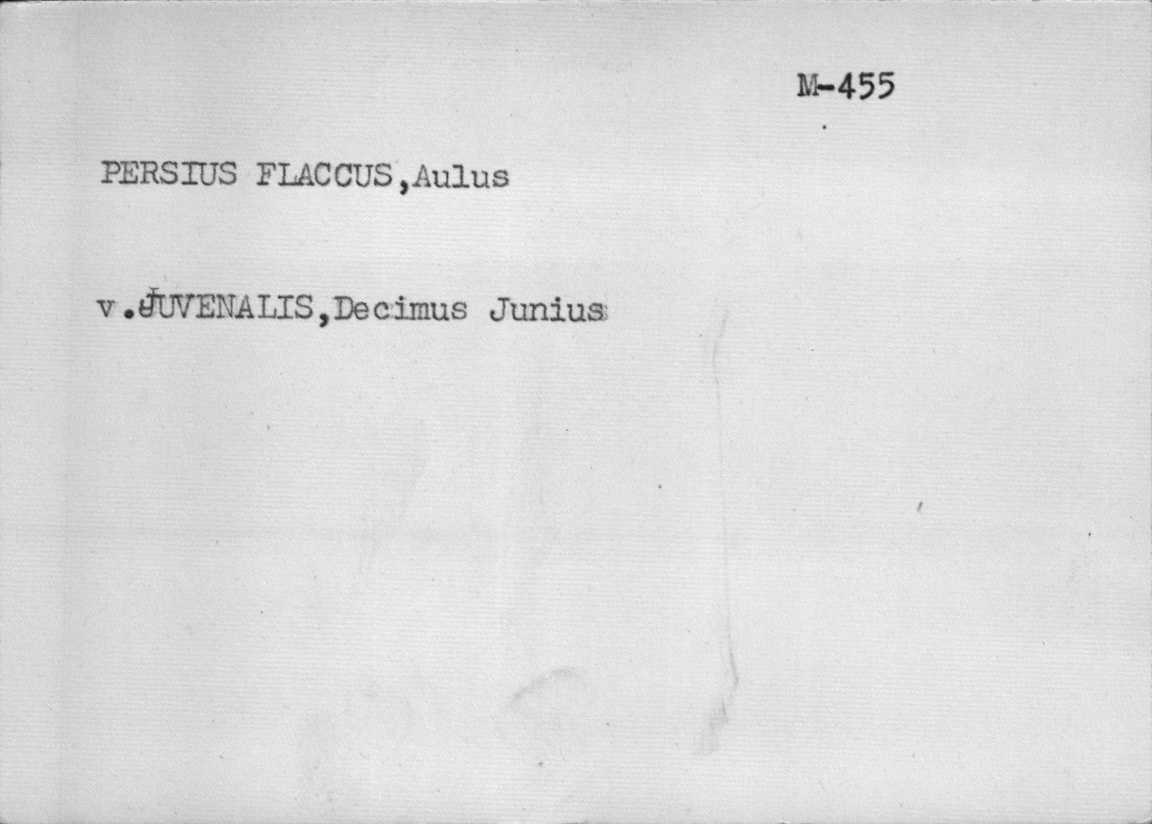 M-455
PERSIUS FLACCUS,Aulus
v.JUVENALIS,Decimus Junius